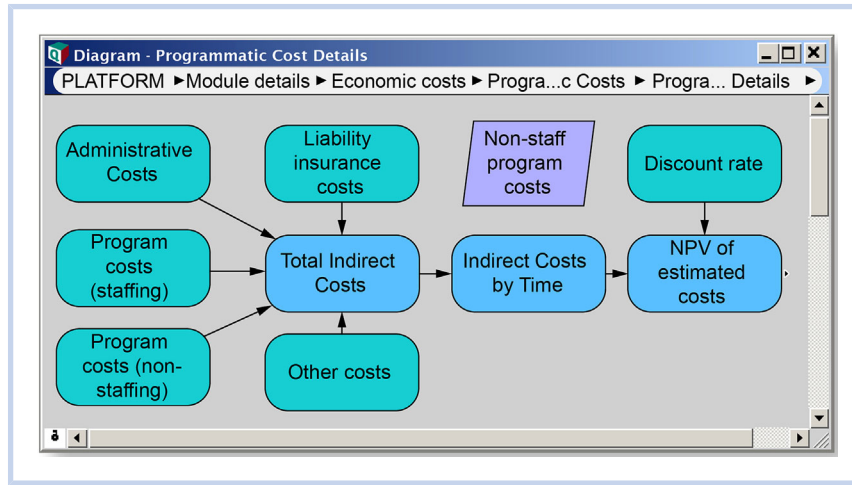 Diagram - Programmatic Cost Details
PLATFORM ►Module details ► Economic costs ► Progra...c Costs ► Progra... Details ►
Administrative
Costs
Liability
insurance
costs
Non-staff
program
costs
Discount rate
Program
costs
(staffing)
Total Indirect
Costs
Indirect Costs
by Time
NPV of
estimated
costs
Program
costs (non-
staffing)
Other costs